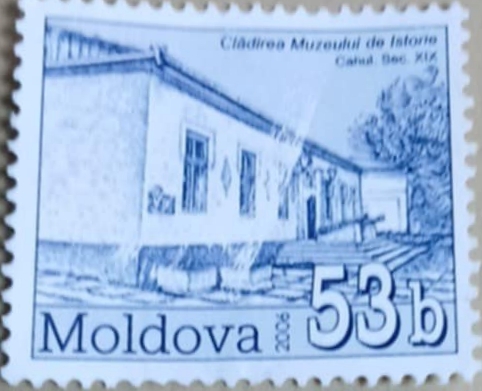 Clădirea Muzeului de Istorie
Cahul. Sec. XIX
Moldova 2006 53b